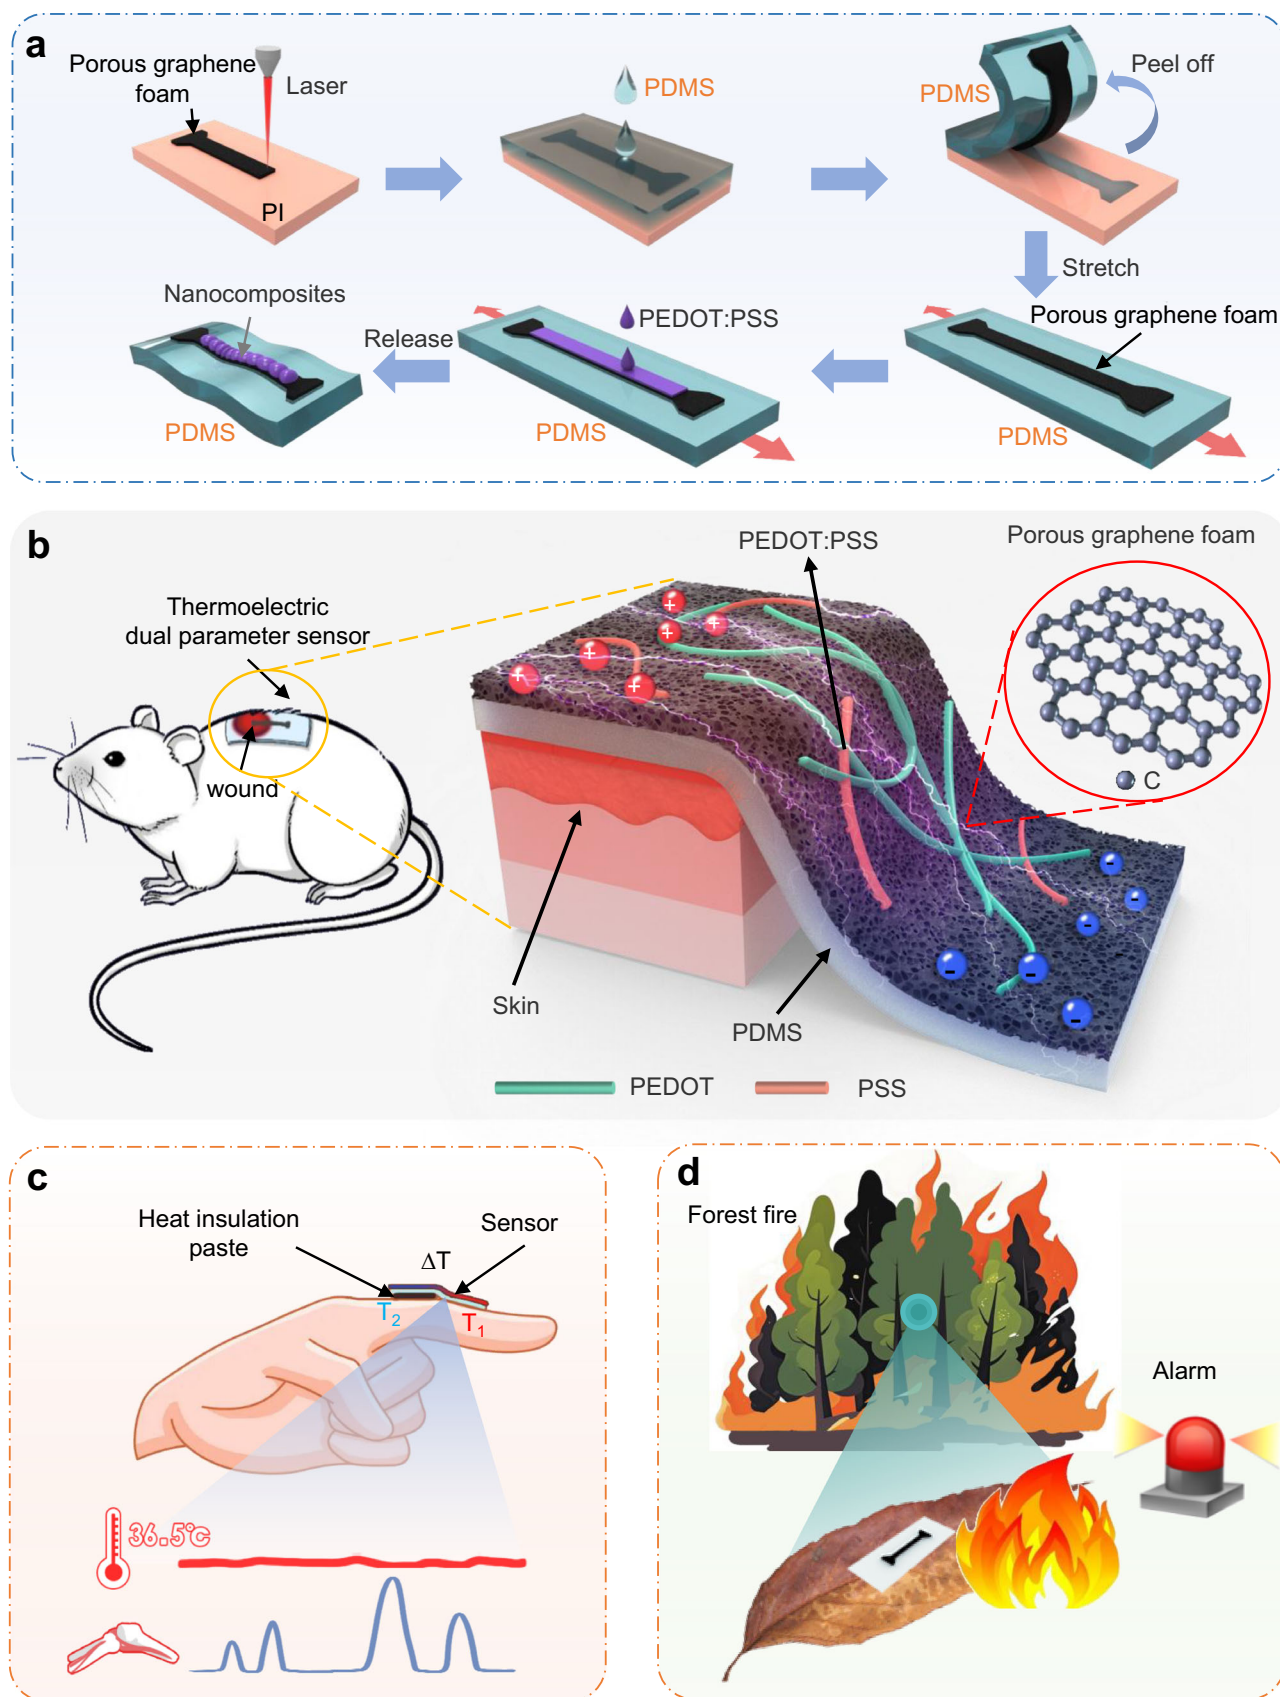 a
Porous graphene
foam
Laser
PI
PDMS
PDMS
Peel off
Stretch
Nanocomposites
PDMS
Release
PEDOT:PSS
PDMS
Porous graphene foam
PDMS
b
Thermoelectric
dual parameter sensor
wound
PEDOT:PSS
Porous graphene foam
C
+
+
+
+
+
+
-
-
-
-
-
-
Skin
PDMS
PEDOT
PSS
c
Heat insulation
paste
Sensor
ΔT
T₂
T₁
36.5℃
d
Forest fire
Alarm